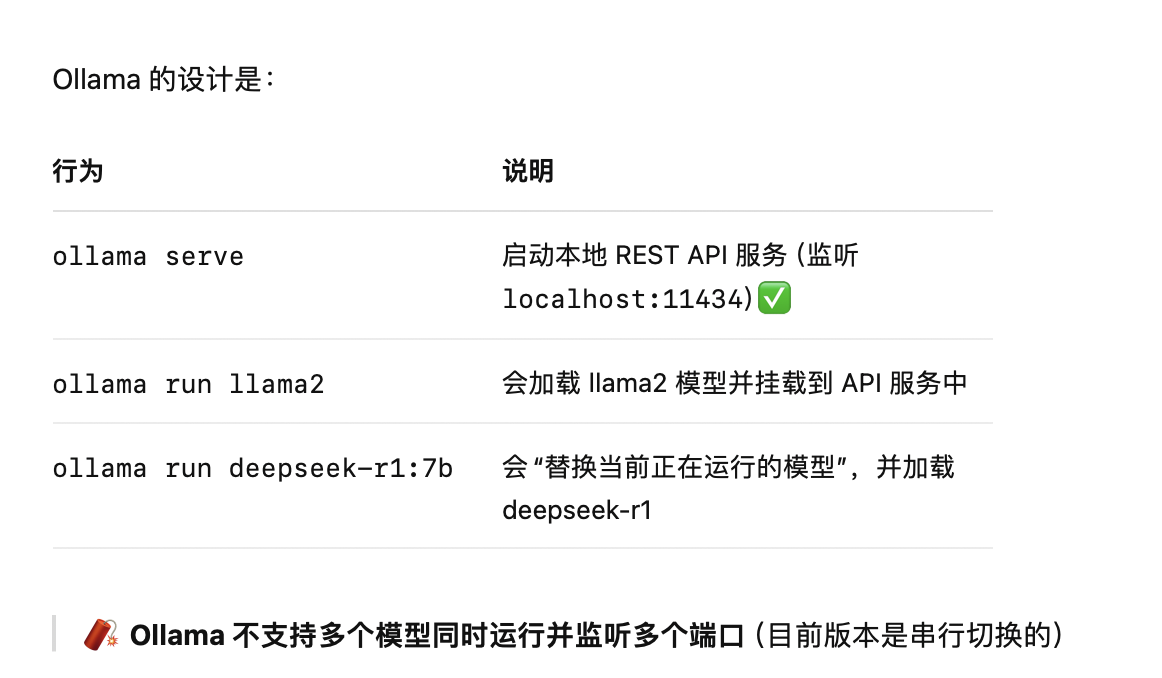 Ollama 的设计是：
行为 说明
ollama serve 启动本地 REST API 服务（监听
localhost:11434）✅
ollama run llama2 会加载 llama2 模型并挂载到 API 服务中
ollama run deepseek-r1:7b 会“替换当前正在运行的模型”，并加载
deepseek-r1
🧨 Ollama 不支持多个模型同时运行并监听多个端口（目前版本是串行切换的）